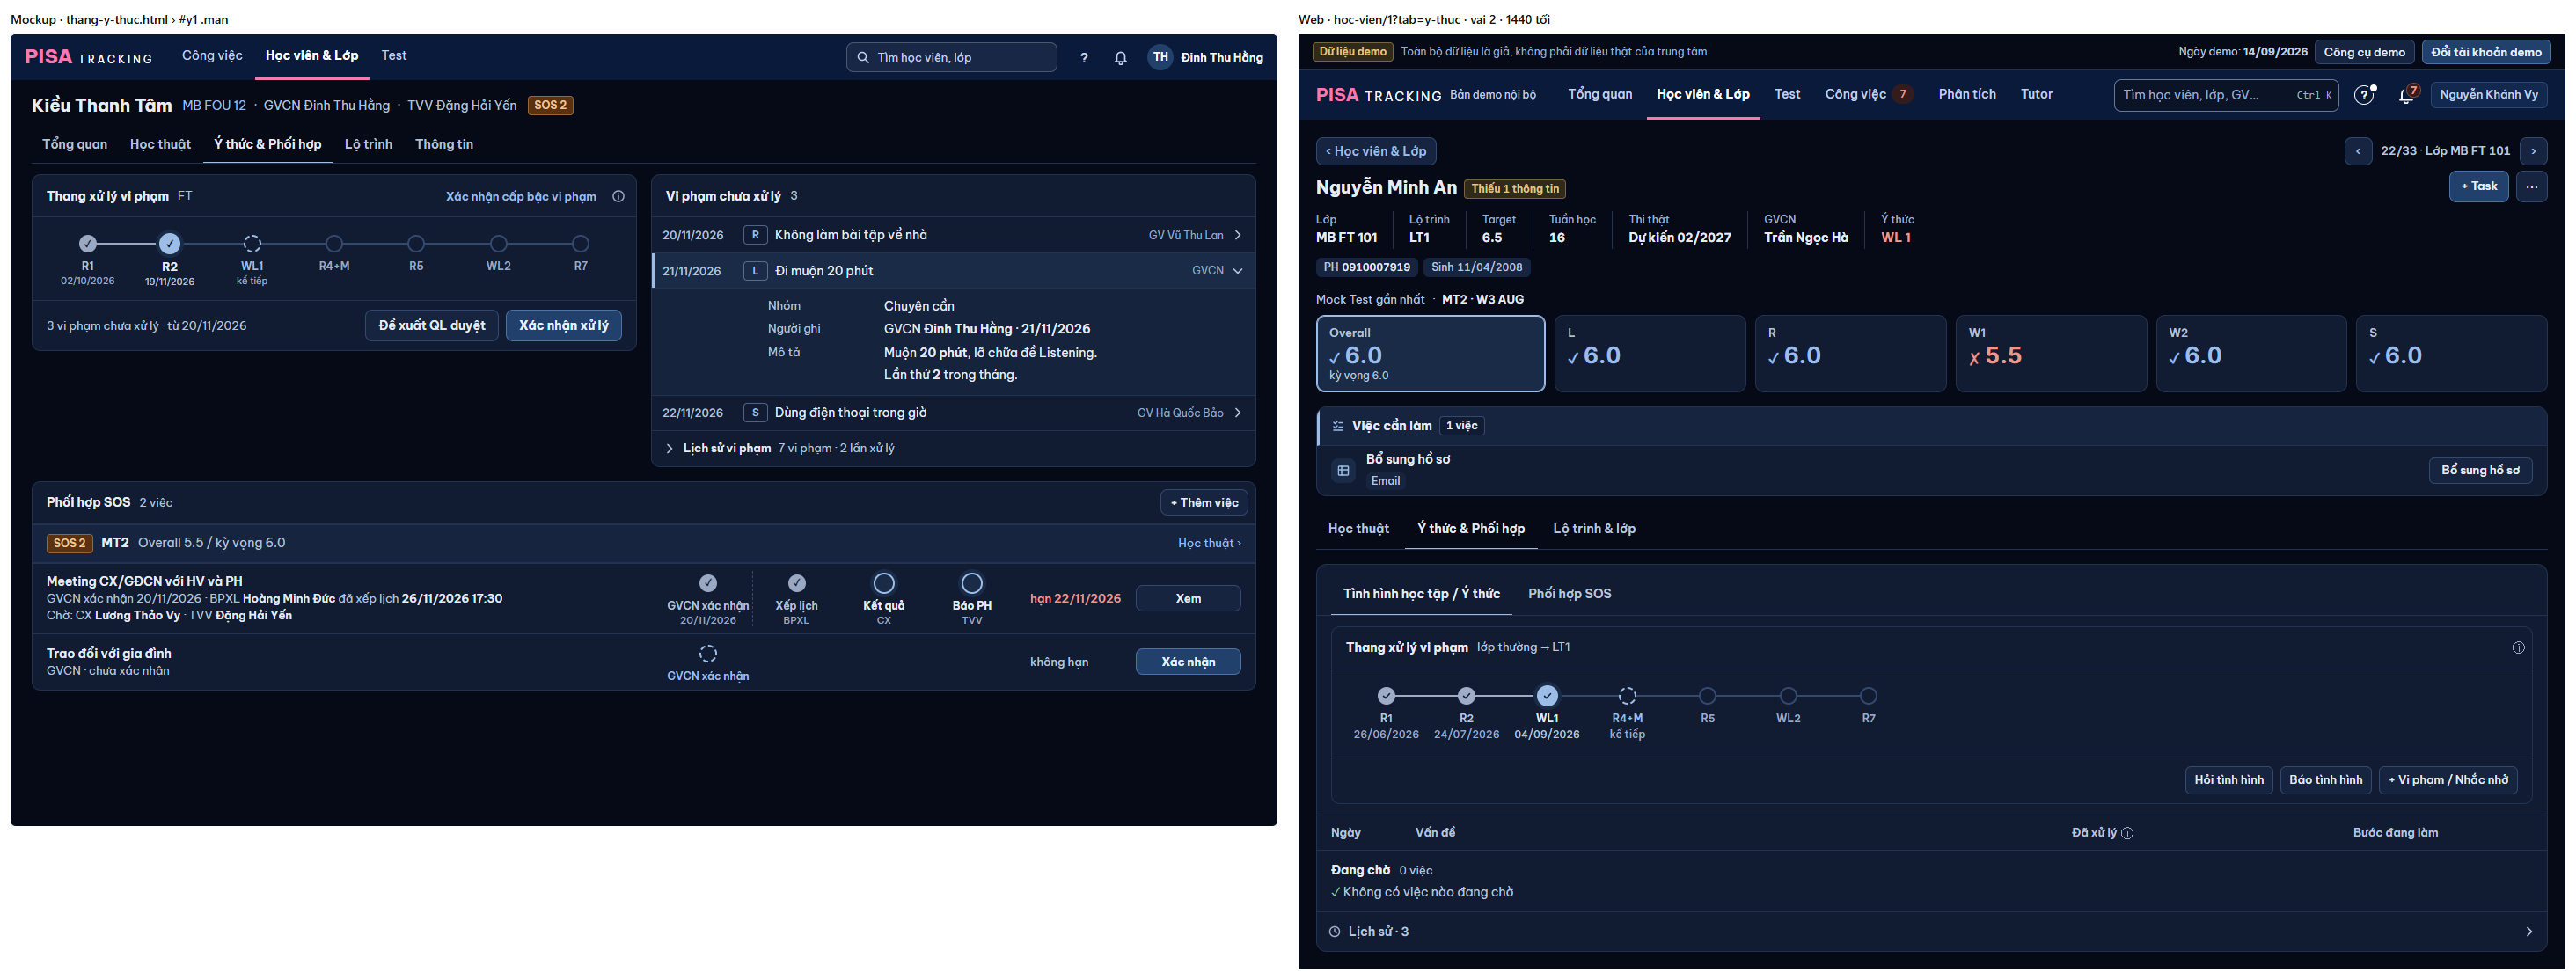 Mockup · thang-y-thuc.html › #y1 .man
PISA TRACKING Công việc Học viên & Lớp Test Tìm học viên, lớp ? TH Đinh Thu Hằng
Kiều Thanh Tâm MB FOU 12 · GVCN Đinh Thu Hằng · TVV Đặng Hải Yến SOS 2
Tổng quan Học thuật Ý thức & Phối hợp Lộ trình Thông tin
Thang xử lý vi phạm FT Xác nhận cấp bậc vi phạm
R1 R2 WL1 R4+M R5 WL2 R7
02/10/2026 19/11/2026 kế tiếp
3 vi phạm chưa xử lý · từ 20/11/2026 Đề xuất QL duyệt Xác nhận xử lý
Vi phạm chưa xử lý 3
20/11/2026 R Không làm bài tập về nhà GV Vũ Thu Lan
21/11/2026 L Đi muộn 20 phút GVCN
Nhóm Chuyên cần
Người ghi GVCN Đinh Thu Hằng · 21/11/2026
Mô tả Muộn 20 phút, lỡ chữa đề Listening.
Lần thứ 2 trong tháng.
22/11/2026 S Dùng điện thoại trong giờ GV Hà Quốc Bảo
Lịch sử vi phạm 7 vi phạm · 2 lần xử lý
Phối hợp SOS 2 việc + Thêm việc
SOS 2 MT2 Overall 5.5 / kỳ vọng 6.0 Học thuật ›
Meeting CX/GĐCN với HV và PH
GVCN xác nhận 20/11/2026 · BPXL Hoàng Minh Đức đã xếp lịch 26/11/2026 17:30
Chờ: CX Lương Thảo Vy · TVV Đặng Hải Yến
GVCN xác nhận Xếp lịch Kết quả Báo PH
20/11/2026 BPXL CX TVV
hạn 22/11/2026 Xem
Trao đổi với gia đình
GVCN · chưa xác nhận
GVCN xác nhận
không hạn Xác nhận
Web · hoc-vien/1?tab=y-thuc · vai 2 · 1440 tối
Dữ liệu demo Toàn bộ dữ liệu là giả, không phải dữ liệu thật của trung tâm. Ngày demo: 14/09/2026 Công cụ demo Đổi tài khoản demo
PISA TRACKING Bản demo nội bộ Tổng quan Học viên & Lớp Test Công việc 7 Phân tích Tutor Tìm học viên, lớp, GV... Ctrl K ? 7 Nguyễn Khánh Vy
‹ Học viên & Lớp ‹ 22/33 · Lớp MB FT 101 ›
Nguyễn Minh An Thiếu 1 thông tin + Task ...
Lớp Lộ trình Target Tuần học Thi thật GVCN Ý thức
MB FT 101 LT1 6.5 16 Dự kiến 02/2027 Trần Ngọc Hà WL 1
PH 0910007919 Sinh 11/04/2008
Mock Test gần nhất · MT2 · W3 AUG
Overall L R W1 W2 S
✓ 6.0 ✓ 6.0 ✓ 6.0 ✗ 5.5 ✓ 6.0 ✓ 6.0
kỳ vọng 6.0
Việc cần làm 1 việc
Bổ sung hồ sơ Bổ sung hồ sơ
Email
Học thuật Ý thức & Phối hợp Lộ trình & lớp
Tình hình học tập / Ý thức Phối hợp SOS
Thang xử lý vi phạm lớp thường → LT1
R1 R2 WL1 R4+M R5 WL2 R7
26/06/2026 24/07/2026 04/09/2026 kế tiếp
Hỏi tình hình Báo tình hình + Vi phạm / Nhắc nhở
Ngày Vấn đề Đã xử lý Bước đang làm
Đang chờ 0 việc
✓ Không có việc nào đang chờ
Lịch sử · 3